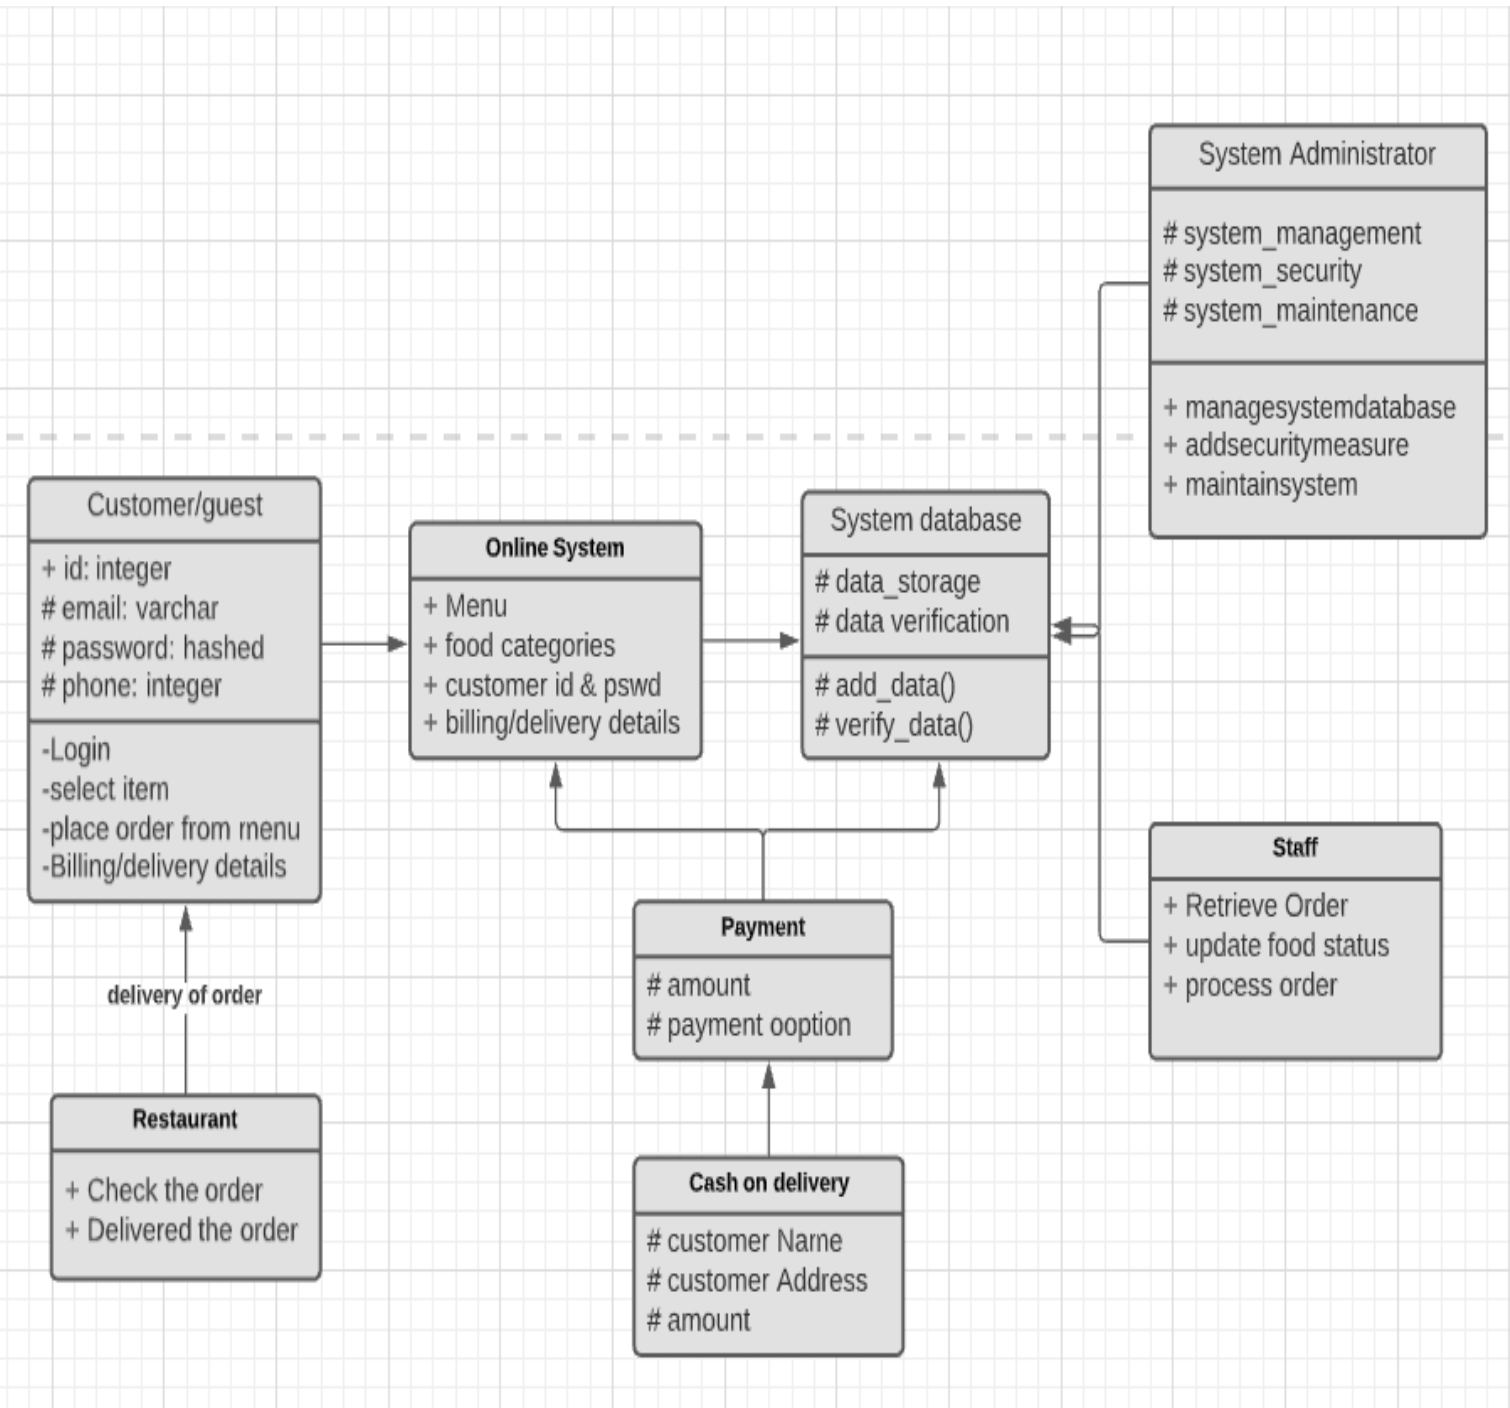 System Administrator
# system_management
# system_security
# system_maintenance
+ managesystemdatabase
+ addsecuritymeasure
+ maintainsystem
Customer/guest
+ id: integer
# email: varchar
# password: hashed
# phone: integer
-Login
-select item
-place order from menu
-Billing/delivery details
Online System
+ Menu
+ food categories
+ customer id & pswd
+ billing/delivery details
System database
# data_storage
# data verification
# add_data()
# verify_data()
Staff
+ Retrieve Order
+ update food status
+ process order
Payment
# amount
# payment ooption
delivery of order
Restaurant
+ Check the order
+ Delivered the order
Cash on delivery
# customer Name
# customer Address
# amount